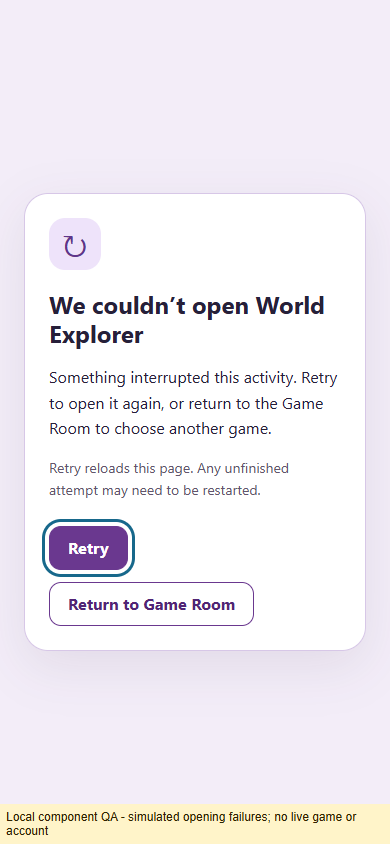 We couldn’t open World
Explorer
Something interrupted this activity. Retry
to open it again, or return to the Game
Room to choose another game.
Retry reloads this page. Any unfinished
attempt may need to be restarted.
Retry
Return to Game Room
Local component QA - simulated opening failures; no live game or
account